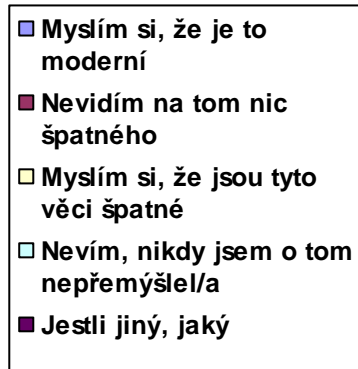 Myslím si, že je to
moderní
Nevidím na tom nic
špatného
Myslím si, že jsou tyto
věci špatné
Nevím, nikdy jsem o tom
nepřemýšlel/a
Jestli jiný, jaký